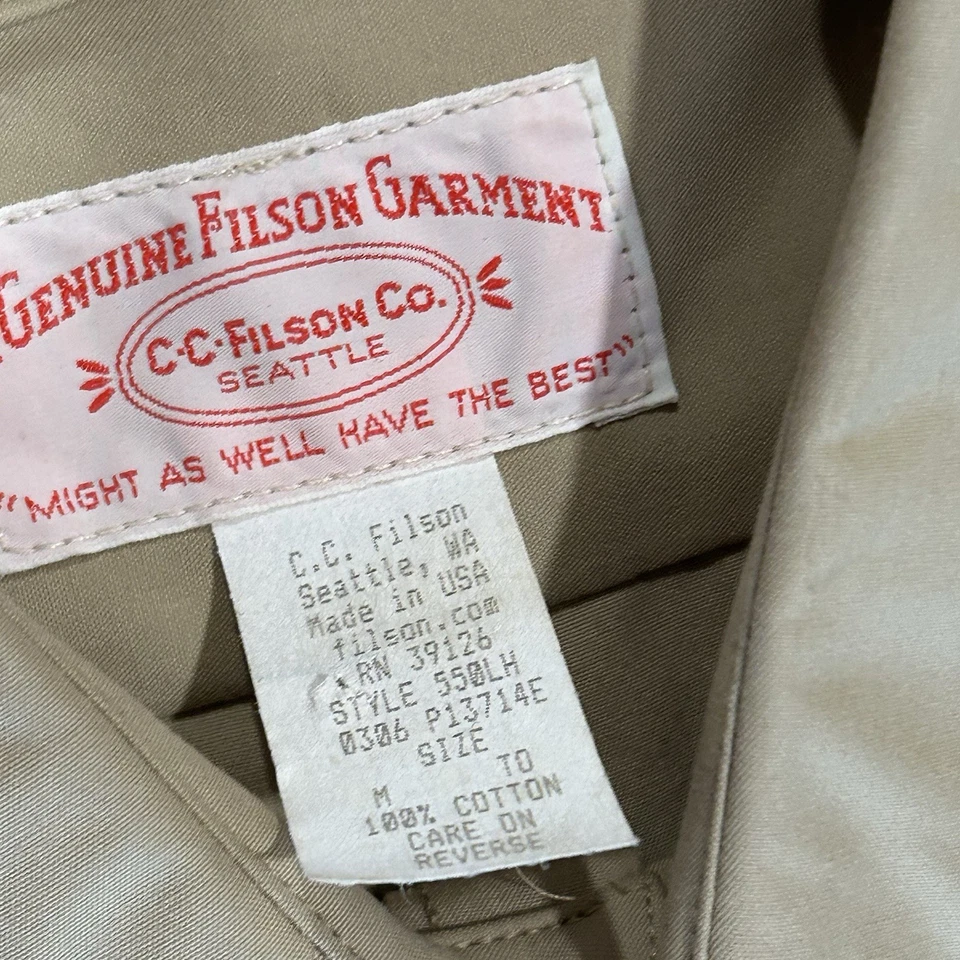 GENUINE FILSON GARMENT
C·C·FILSON CO.
SEATTLE
"MIGHT AS WELL HAVE THE BEST"
C.C. Filson
Seattle, WA
Made in USA
filson.com
RN 39126
STYLE 550LH
0306 P13714E
SIZE
M TO
100% COTTON
CARE ON
REVERSE